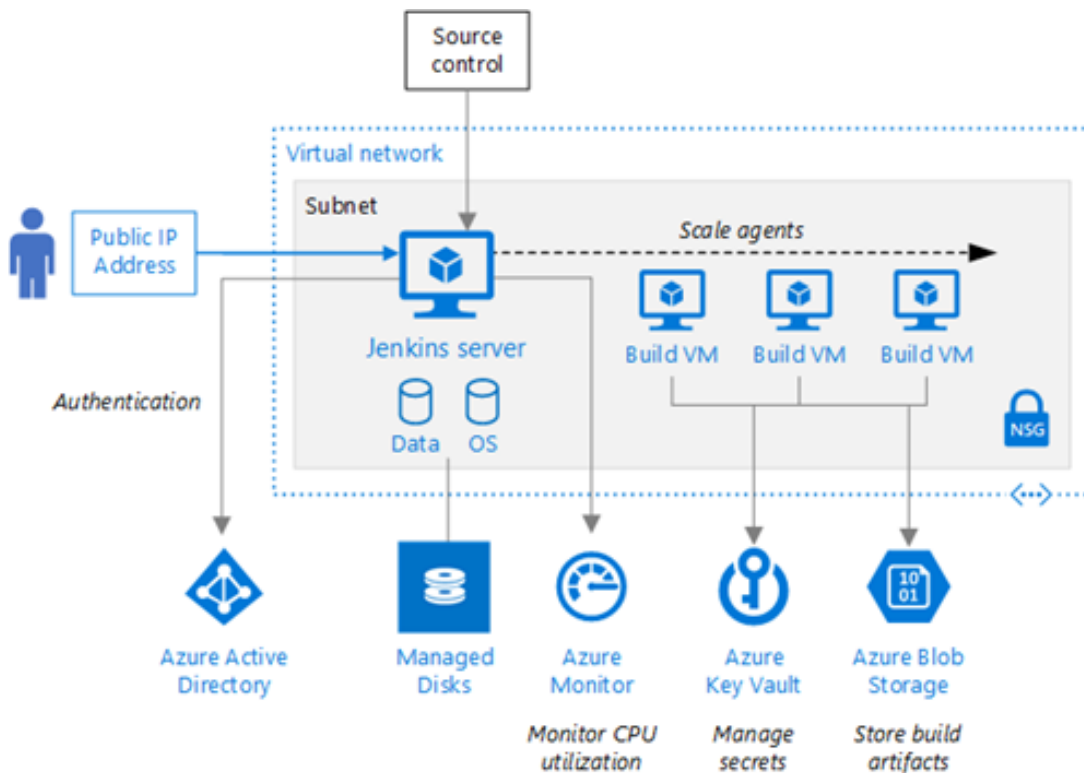 Source
control
Virtual network
Subnet
Public IP
Address
Scale agents
Jenkins server
Build VM
Build VM
Build VM
Authentication
Data
OS
NSG
Azure Active
Directory
Managed
Disks
Azure
Monitor
Monitor CPU
utilization
Azure
Key Vault
Manage
secrets
10
01
Azure Blob
Storage
Store build
artifacts